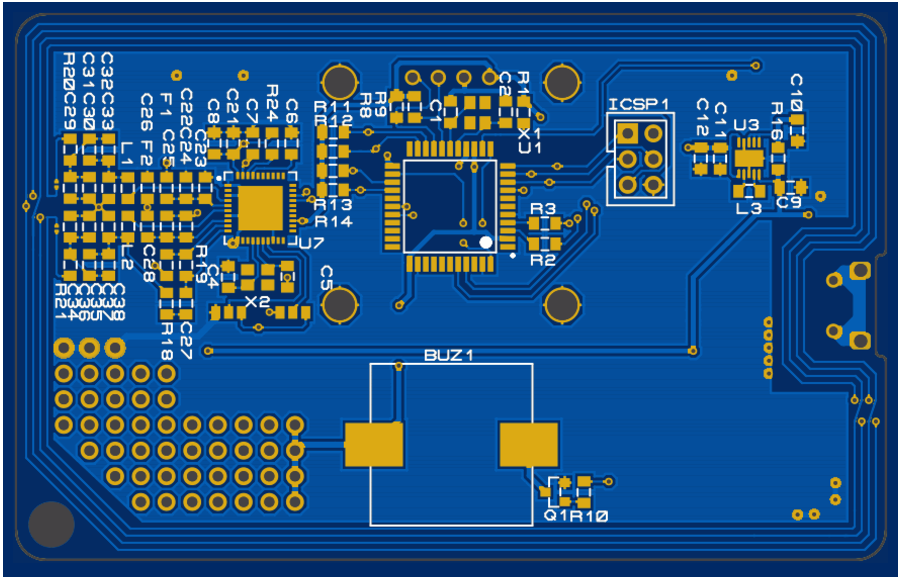 R20 C29
C31 C30
C32 C33
C26
F1
C22 C24
C8
C21
C7
R24
C6
L1
F2
C25
C23
R11
R12
R13
R14
R8
R9
C1
C2
R1
X1
U1
ICSP1
C12
C11
U3
R16
C10
L3
C9
U7
R3
R2
L2
C28
R19
C4
X2
C5
R21
C34
C36
C35
C37
C38
R18
C27
BUZ1
Q1 R10